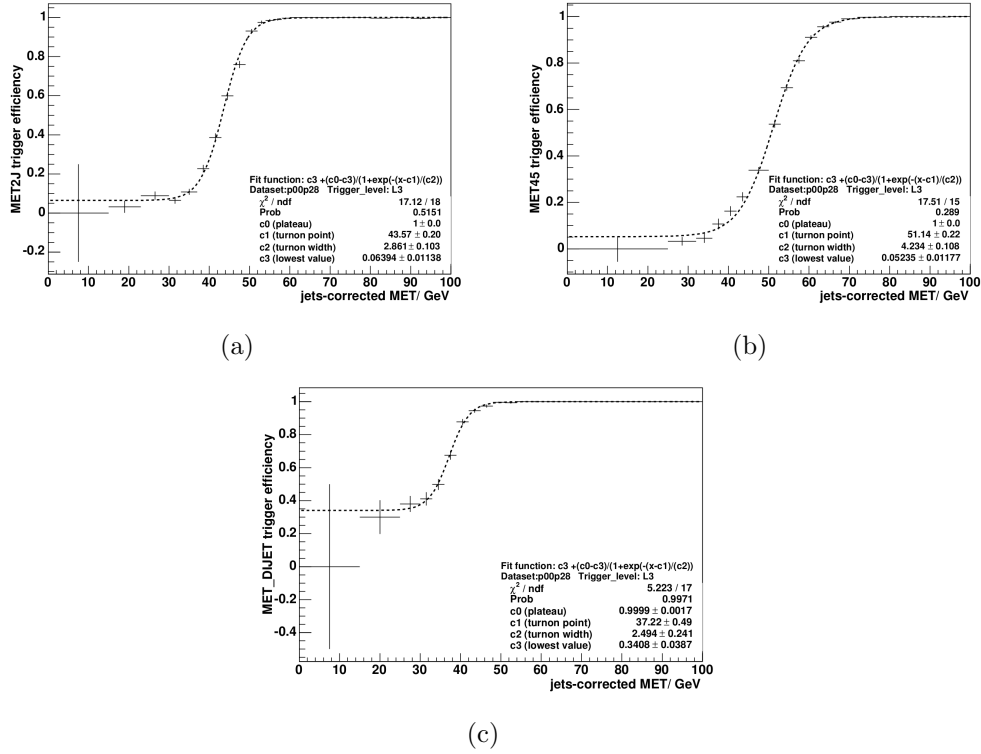 MET2J trigger efficiency
1
0.8
0.6
0.4
0.2
0
-0.2
Fit function: c3 +(c0-c3)/(1+exp(-(x-c1)/(c2))
Dataset:p00p28 Trigger_level: L3
χ² / ndf 17.12 / 18
Prob 0.5151
c0 (plateau) 1 ± 0.0
c1 (turnon point) 43.57 ± 0.20
c2 (turnon width) 2.861 ± 0.103
c3 (lowest value) 0.06394 ± 0.01138
0 10 20 30 40 50 60 70 80 90 100
jets-corrected MET/ GeV
(a)
MET45 trigger efficiency
1
0.8
0.6
0.4
0.2
0
Fit function: c3 +(c0-c3)/(1+exp(-(x-c1)/(c2))
Dataset:p00p28 Trigger_level: L3
χ² / ndf 17.51 / 15
Prob 0.289
c0 (plateau) 1 ± 0.0
c1 (turnon point) 51.14 ± 0.22
c2 (turnon width) 4.234 ± 0.108
c3 (lowest value) 0.05235 ± 0.01177
0 10 20 30 40 50 60 70 80 90 100
jets-corrected MET/ GeV
(b)
MET_DIJET trigger efficiency
1
0.8
0.6
0.4
0.2
0
-0.2
-0.4
Fit function: c3 +(c0-c3)/(1+exp(-(x-c1)/(c2))
Dataset:p00p28 Trigger_level: L3
χ² / ndf 5.223 / 17
Prob 0.9971
c0 (plateau) 0.9999 ± 0.0017
c1 (turnon point) 37.22 ± 0.49
c2 (turnon width) 2.494 ± 0.241
c3 (lowest value) 0.3408 ± 0.0387
0 10 20 30 40 50 60 70 80 90 100
jets-corrected MET/ GeV
(c)